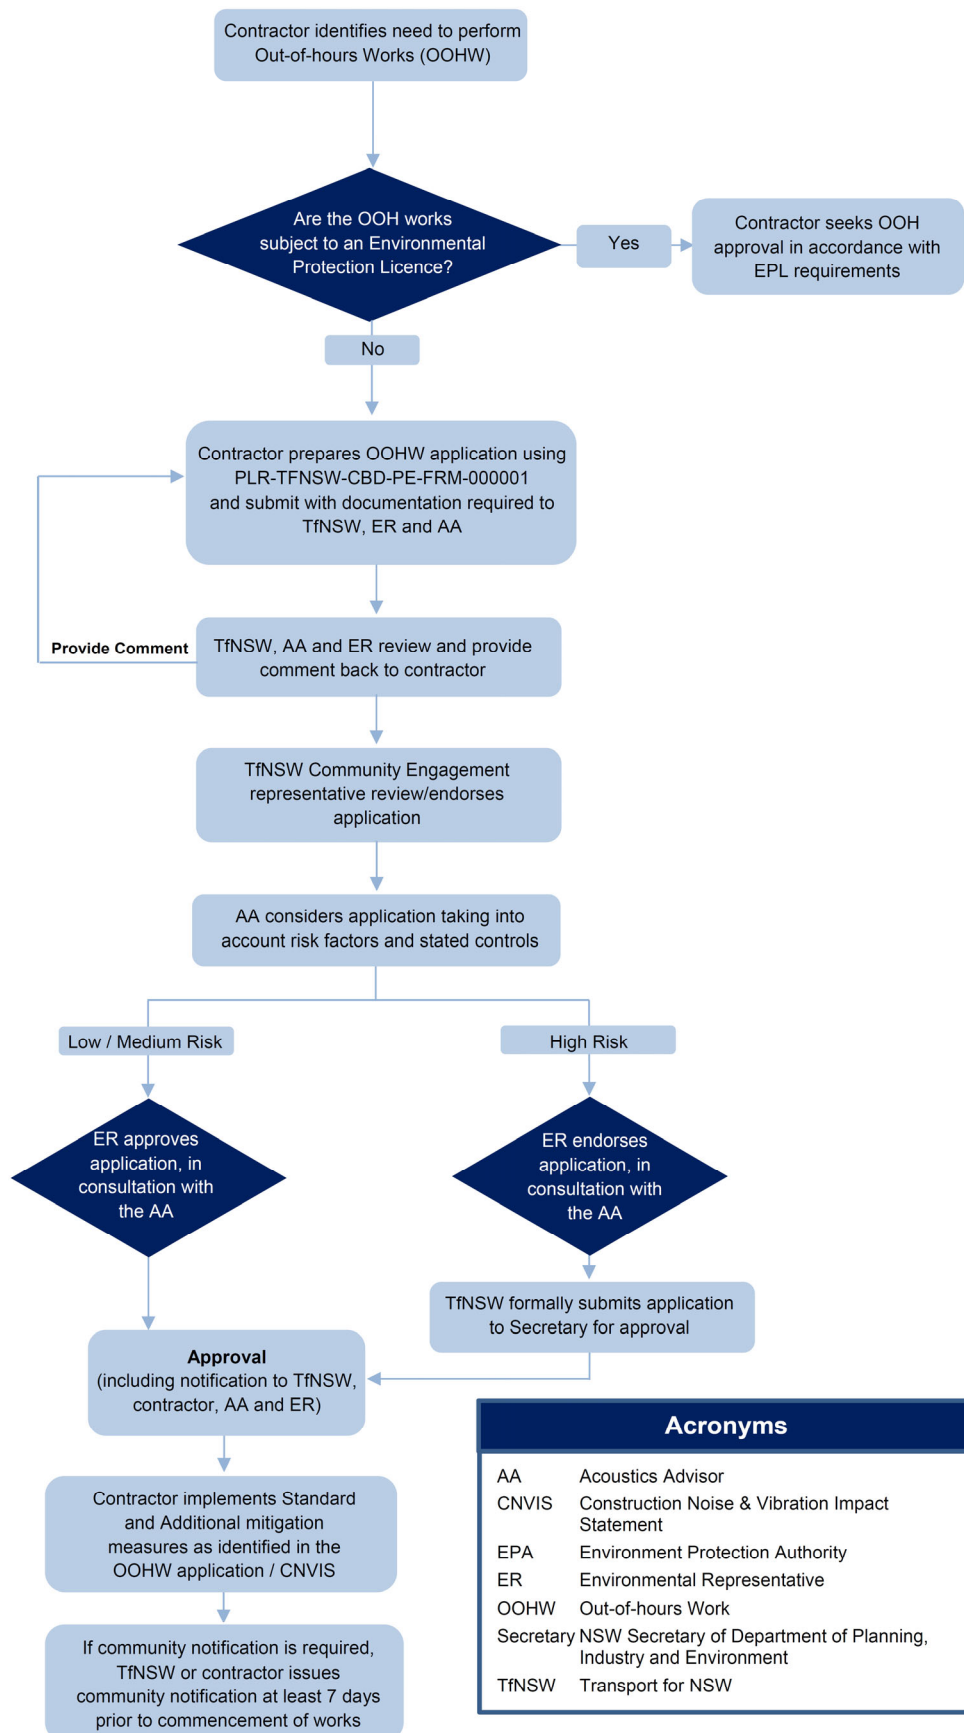 Contractor identifies need to perform
Out-of-hours Works (OOHW)
Are the OOH works
subject to an Environmental
Protection Licence?
Yes
Contractor seeks OOH
approval in accordance with
EPL requirements
No
Contractor prepares OOHW application using
PLR-TFNSW-CBD-PE-FRM-000001
and submit with documentation required to
TfNSW, ER and AA
Provide Comment
TfNSW, AA and ER review and provide
comment back to contractor
TfNSW Community Engagement
representative review/endorses
application
AA considers application taking into
account risk factors and stated controls
Low / Medium Risk
High Risk
ER approves
application, in
consultation with
the AA
ER endorses
application, in
consultation with
the AA
TfNSW formally submits application
to Secretary for approval
Approval
(including notification to TfNSW,
contractor, AA and ER)
Contractor implements Standard
and Additional mitigation
measures as identified in the
OOHW application / CNVIS
If community notification is required,
TfNSW or contractor issues
community notification at least 7 days
prior to commencement of works
Acronyms
AA Acoustics Advisor
CNVIS Construction Noise & Vibration Impact
Statement
EPA Environment Protection Authority
ER Environmental Representative
OOHW Out-of-hours Work
Secretary NSW Secretary of Department of Planning,
Industry and Environment
TfNSW Transport for NSW